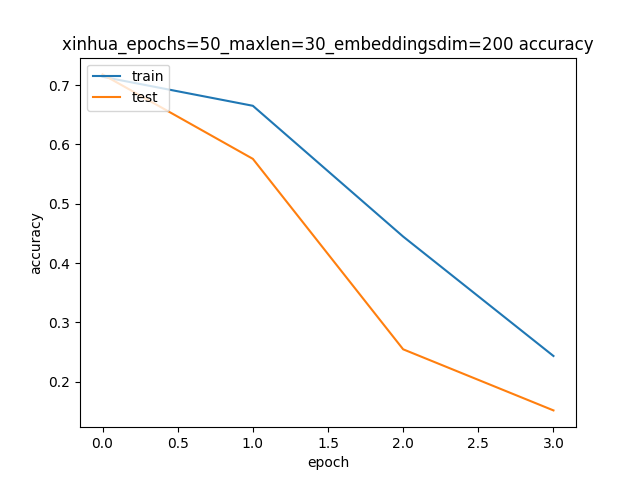 xinhua_epochs=50_maxlen=30_embeddingsdim=200 accuracy
train
test
0.7
0.6
0.5
0.4
0.3
0.2
accuracy
0.0 0.5 1.0 1.5 2.0 2.5 3.0
epoch